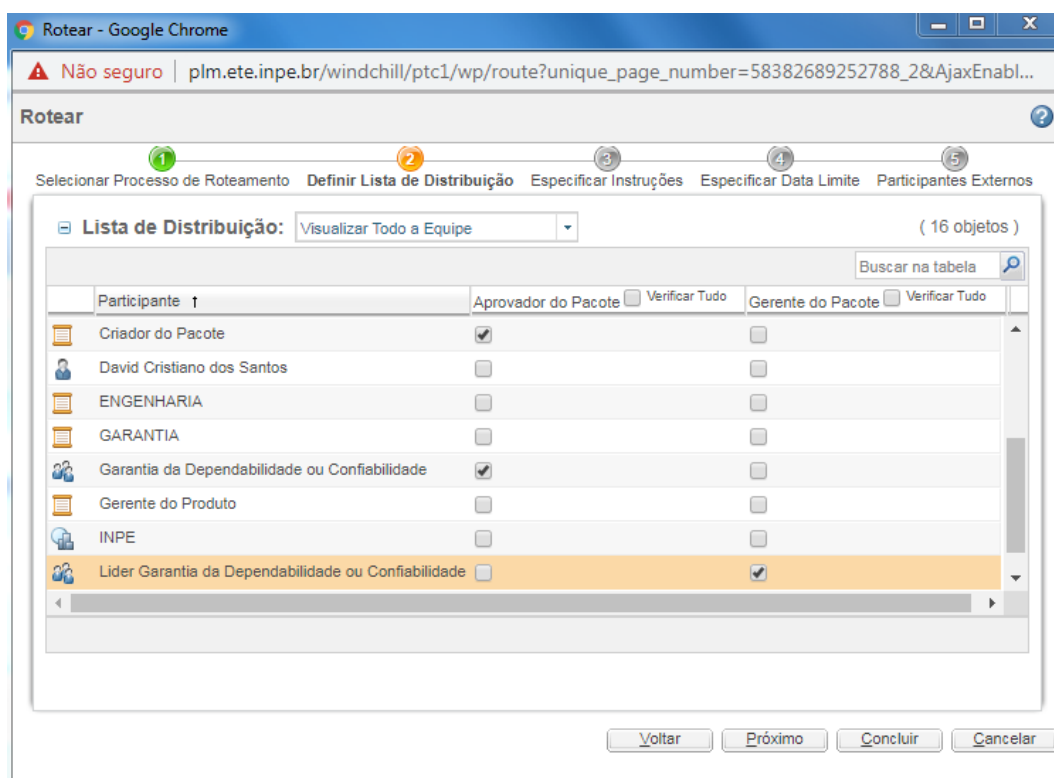 Rotear - Google Chrome
Não seguro | plm.ete.inpe.br/windchill/ptc1/wp/route?unique_page_number=58382689252788_2&AjaxEnabl...
Rotear
1 2 3 4 5
Selecionar Processo de Roteamento Definir Lista de Distribuição Especificar Instruções Especificar Data Limite Participantes Externos
Lista de Distribuição: Visualizar Todo a Equipe ( 16 objetos )
Buscar na tabela
Participante ↑ Aprovador do Pacote Verificar Tudo Gerente do Pacote Verificar Tudo
Criador do Pacote
David Cristiano dos Santos
ENGENHARIA
GARANTIA
Garantia da Dependabilidade ou Confiabilidade
Gerente do Produto
INPE
Lider Garantia da Dependabilidade ou Confiabilidade
Voltar Próximo Concluir Cancelar